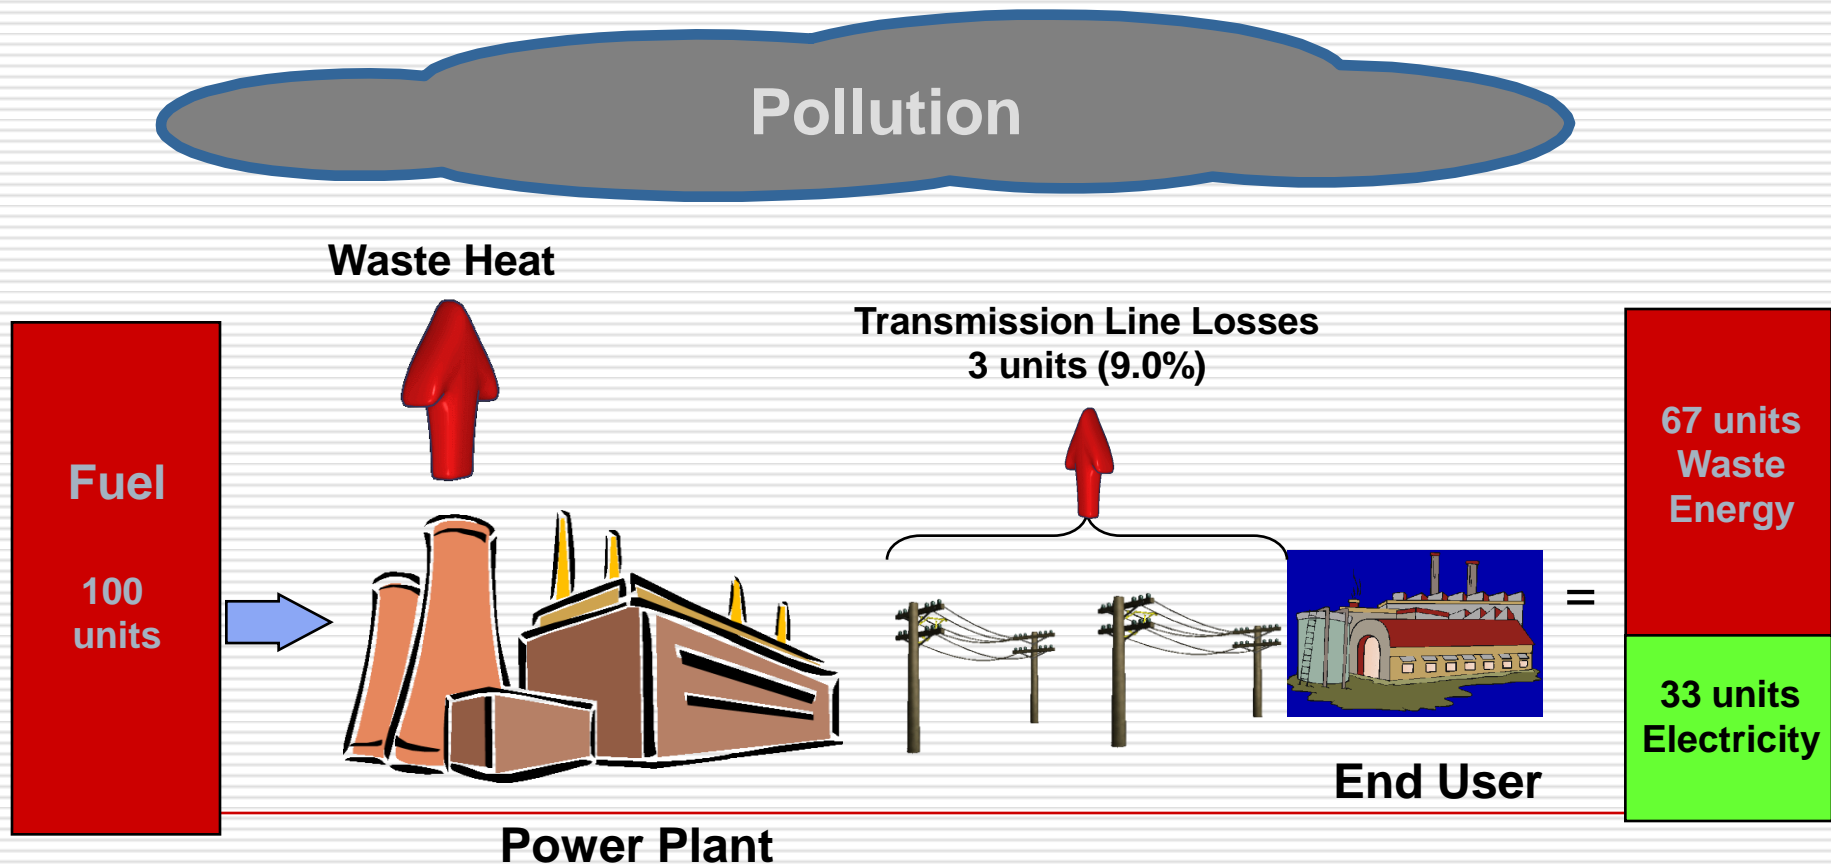 Pollution
Waste Heat
Transmission Line Losses
3 units (9.0%)
Fuel
100
units
67 units
Waste
Energy
=
33 units
Electricity
End User
Power Plant